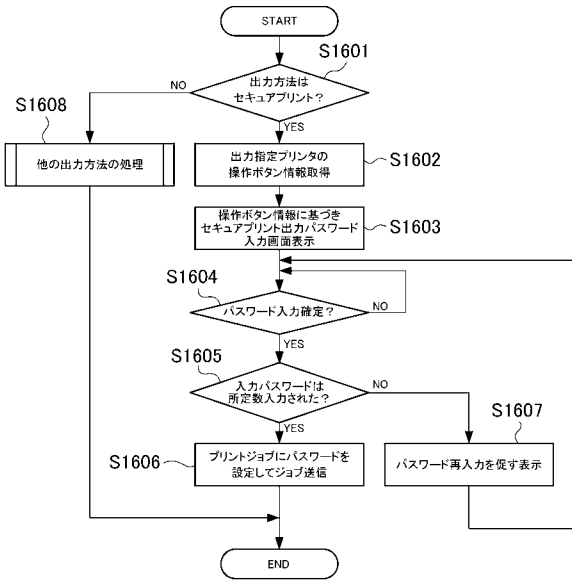 START
S1601
出力方法は
セキュアプリント？
NO
YES
S1608
他の出力方法の処理
出力指定プリンタの
操作ボタン情報取得
S1602
操作ボタン情報に基づき
セキュアプリント出力パスワード
入力画面表示
S1603
S1604
パスワード入力確定？
NO
YES
S1605
入力パスワードは
所定数入力された？
NO
YES
S1607
パスワード再入力を促す表示
S1606
プリントジョブにパスワードを
設定してジョブ送信
END